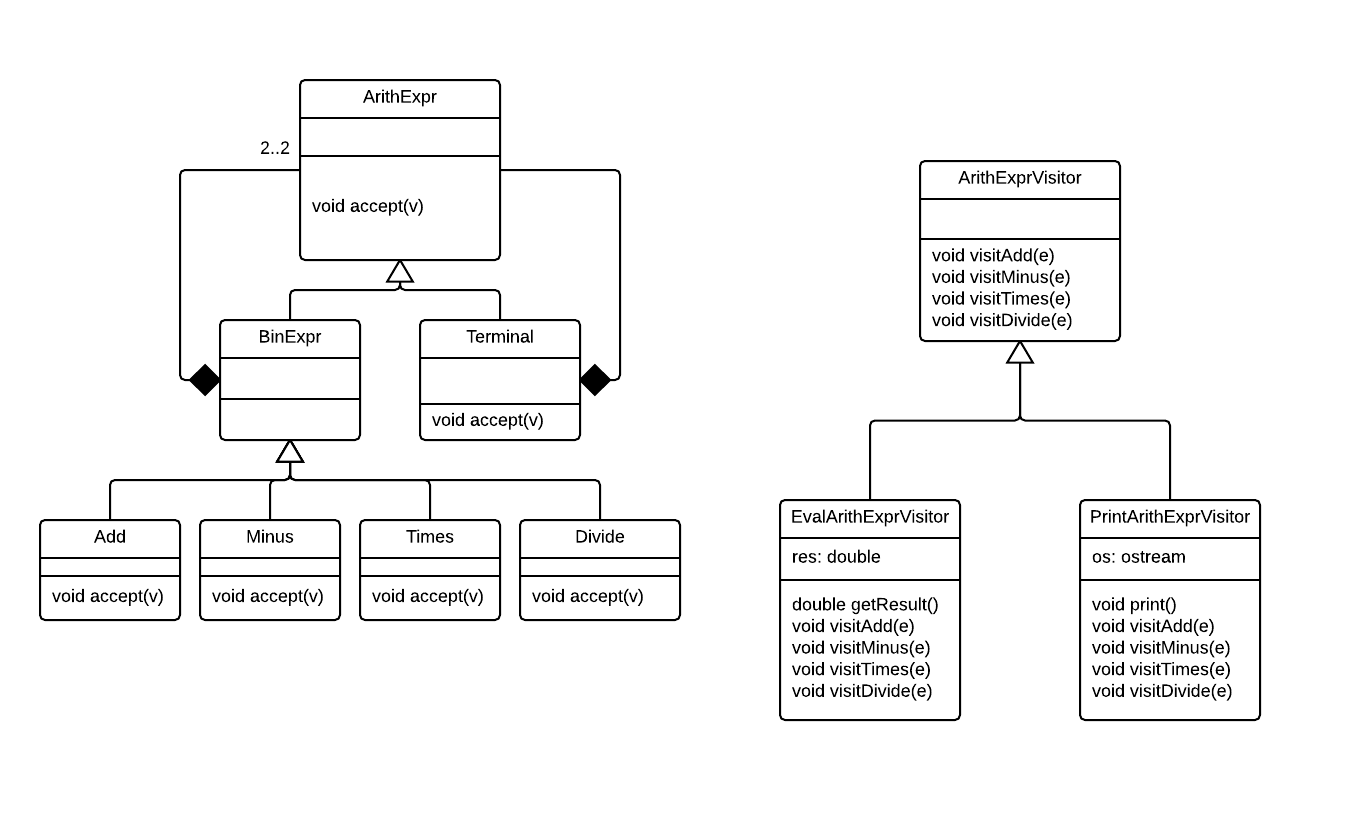 ArithExpr
2..2
void accept(v)
BinExpr
Terminal
void accept(v)
Add
void accept(v)
Minus
void accept(v)
Times
void accept(v)
Divide
void accept(v)
ArithExprVisitor
void visitAdd(e)
void visitMinus(e)
void visitTimes(e)
void visitDivide(e)
EvalArithExprVisitor
res: double
double getResult()
void visitAdd(e)
void visitMinus(e)
void visitTimes(e)
void visitDivide(e)
PrintArithExprVisitor
os: ostream
void print()
void visitAdd(e)
void visitMinus(e)
void visitTimes(e)
void visitDivide(e)